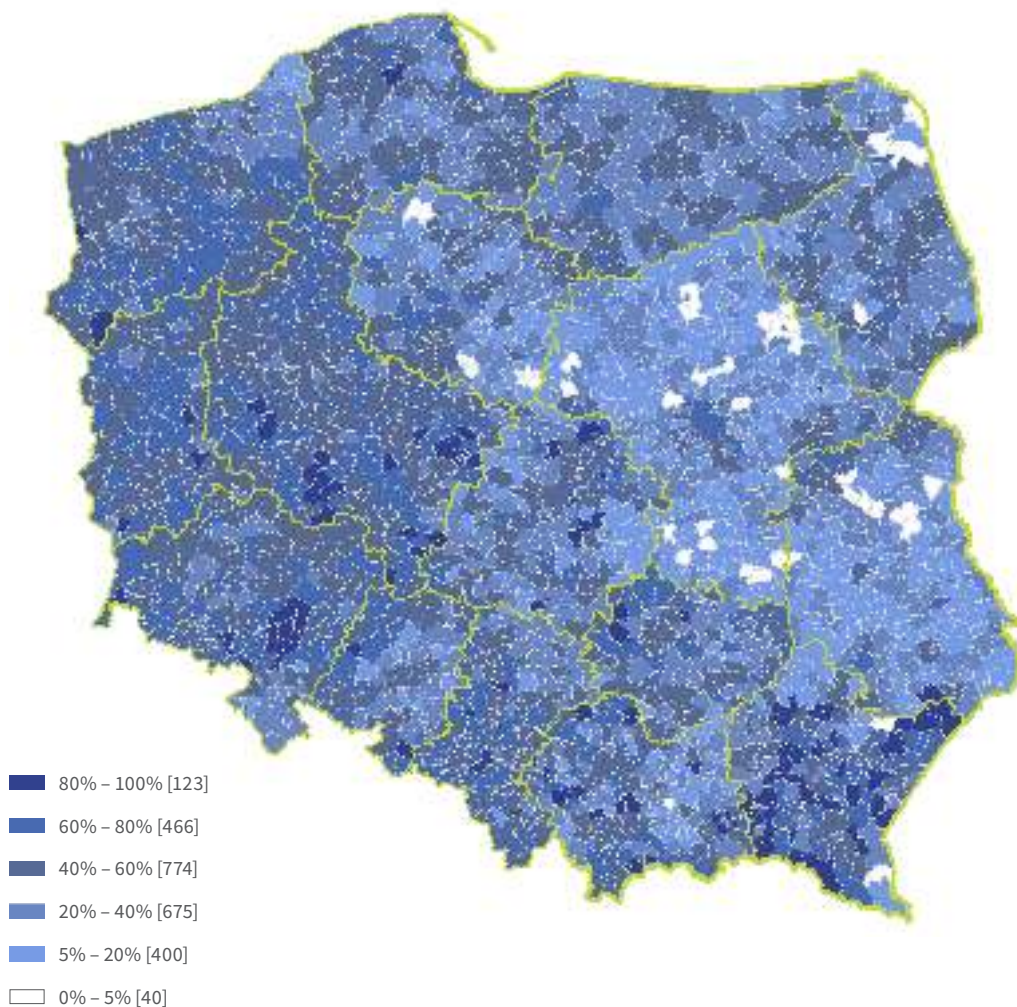 80% – 100% [123]
60% – 80% [466]
40% – 60% [774]
20% – 40% [675]
5% – 20% [400]
0% – 5% [40]